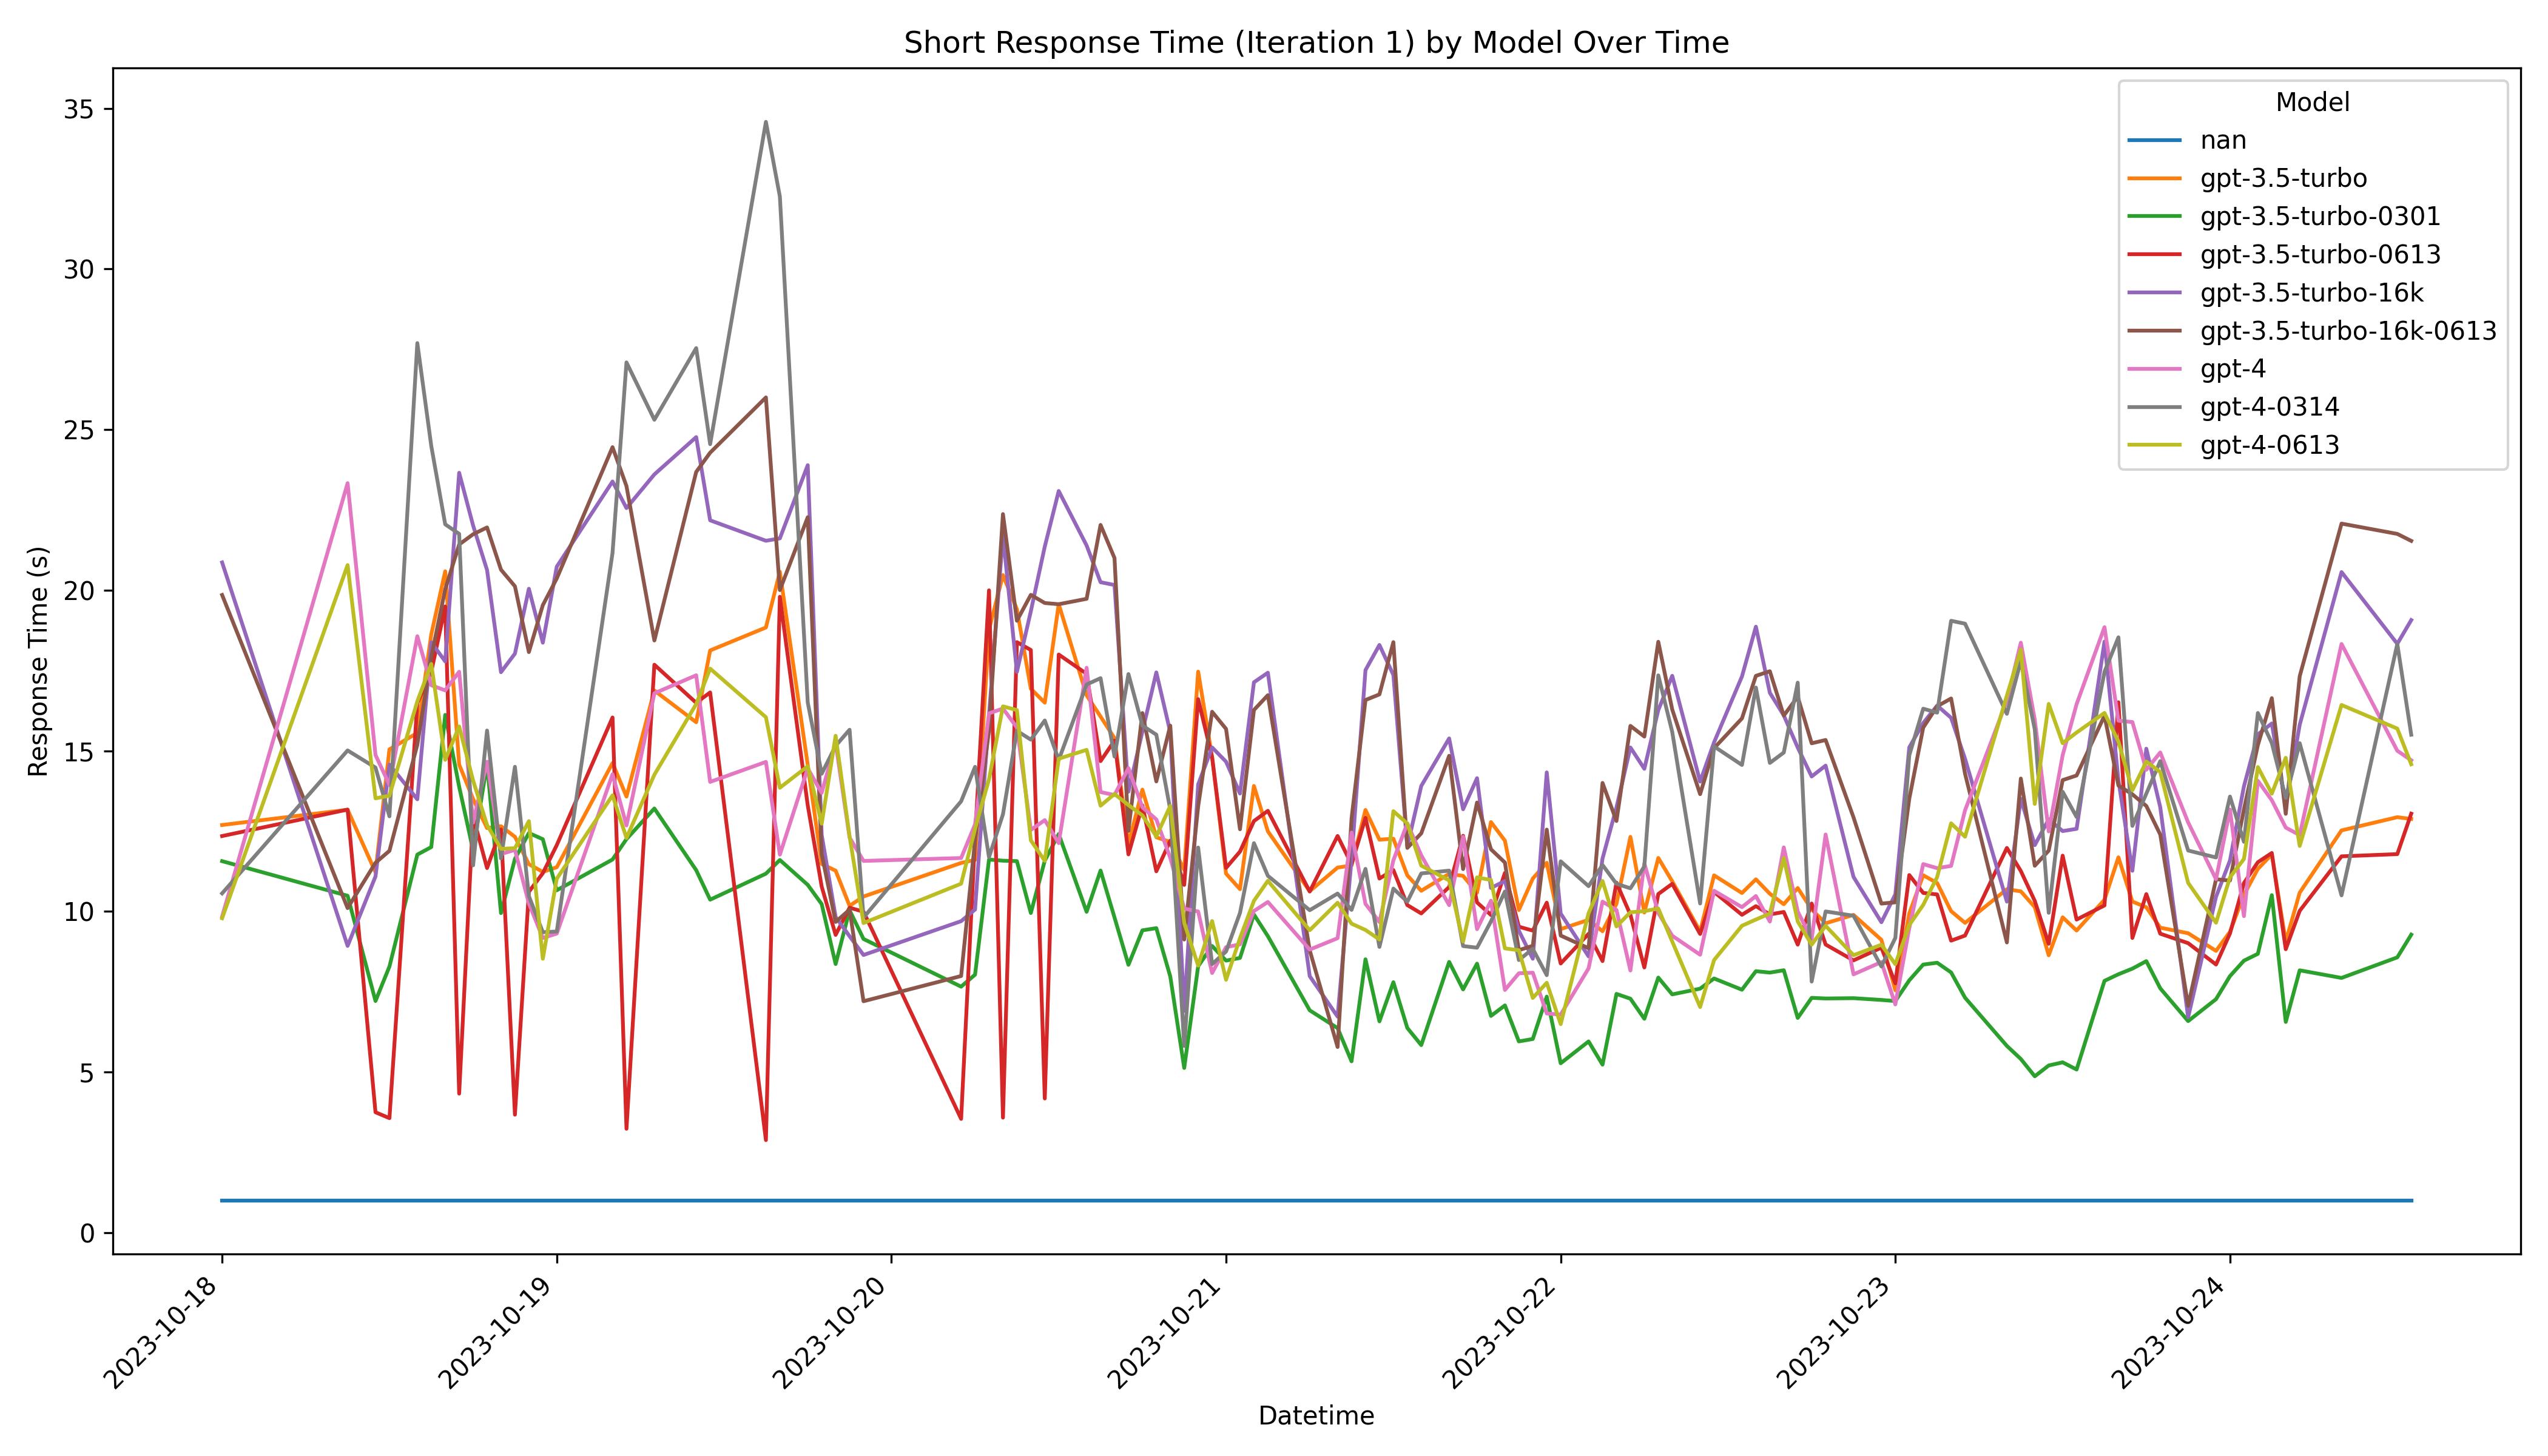 Short Response Time (Iteration 1) by Model Over Time
Response Time (s)
35
30
25
20
15
10
5
0
Model
nan
gpt-3.5-turbo
gpt-3.5-turbo-0301
gpt-3.5-turbo-0613
gpt-3.5-turbo-16k
gpt-3.5-turbo-16k-0613
gpt-4
gpt-4-0314
gpt-4-0613
2023-10-18
2023-10-19
2023-10-20
2023-10-21
2023-10-22
2023-10-23
2023-10-24
Datetime